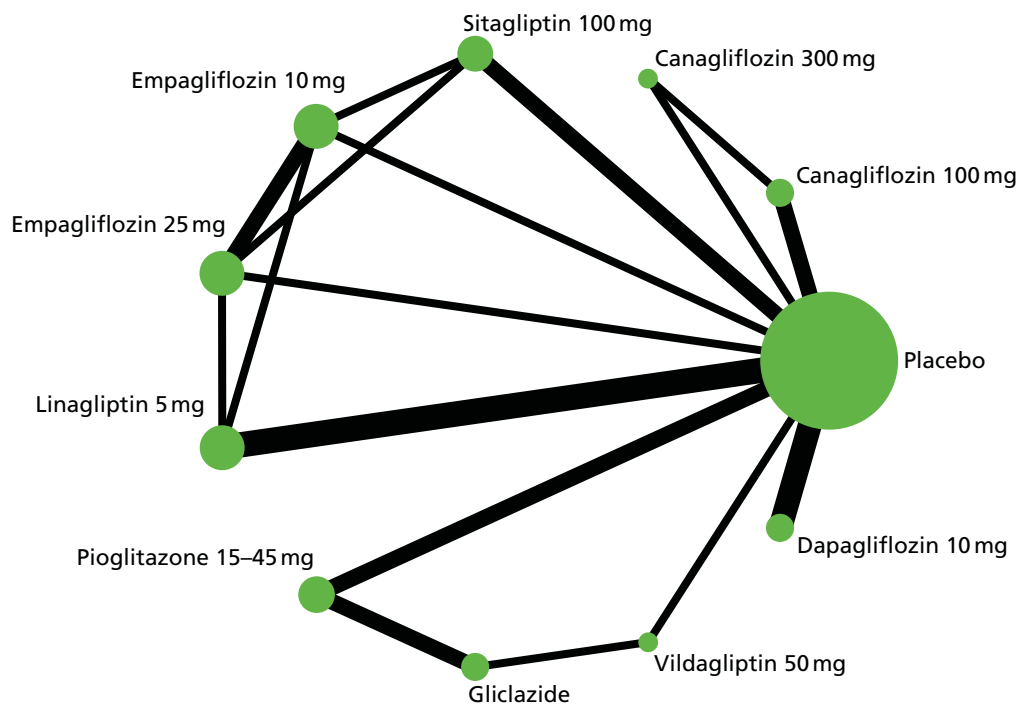 Sitagliptin 100 mg
Canagliflozin 300 mg
Empagliflozin 10 mg
Canagliflozin 100 mg
Empagliflozin 25 mg
Placebo
Linagliptin 5 mg
Dapagliflozin 10 mg
Pioglitazone 15–45 mg
Vildagliptin 50 mg
Gliclazide